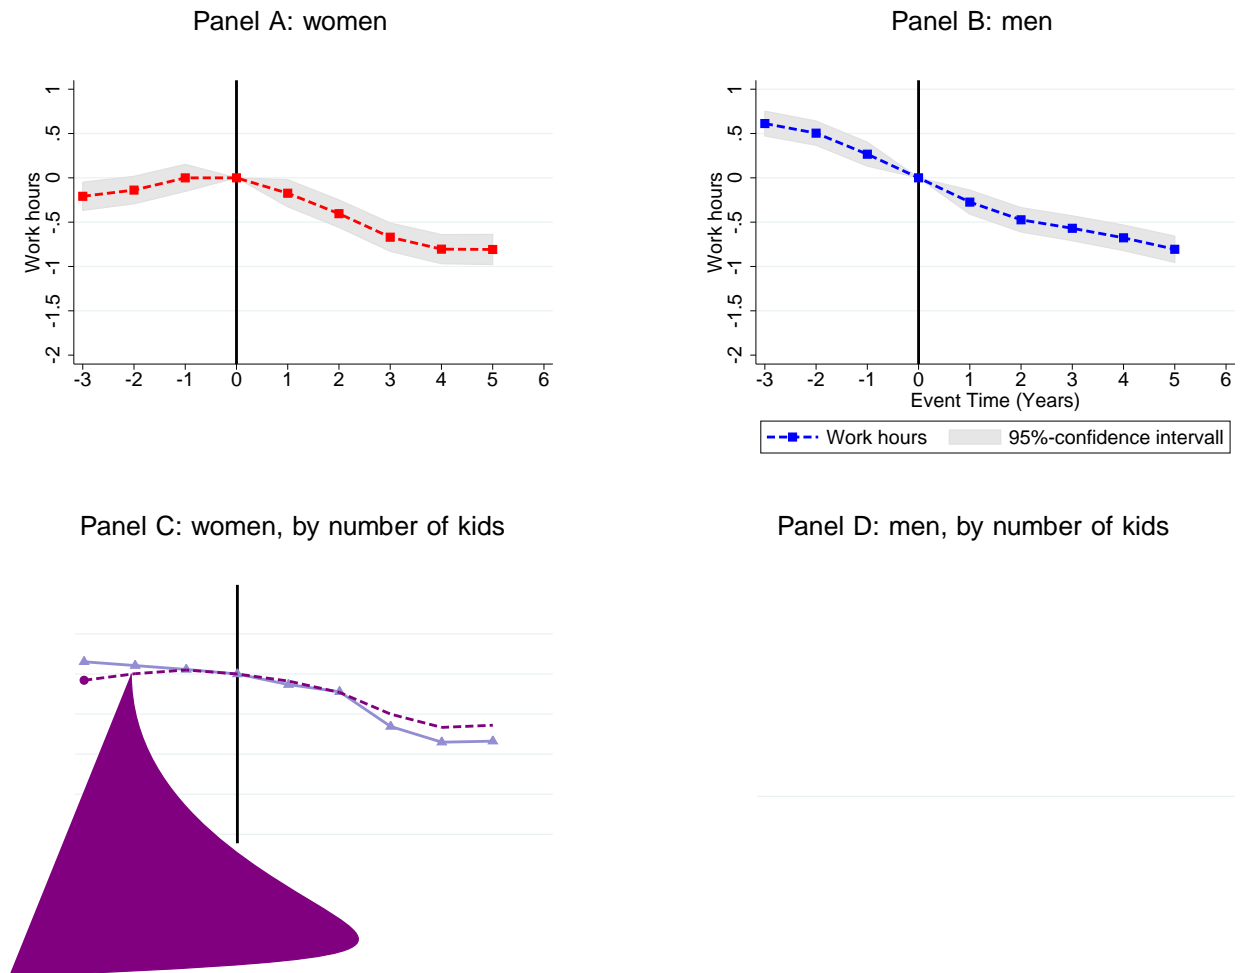 Panel A: women
Work hours
1
.5
0
-.5
-1
-1.5
-2
-3 -2 -1 0 1 2 3 4 5 6
Panel B: men
Work hours
1
.5
0
-.5
-1
-1.5
-2
-3 -2 -1 0 1 2 3 4 5 6
Event Time (Years)
Work hours 95%-confidence intervall
Panel C: women, by number of kids
Panel D: men, by number of kids